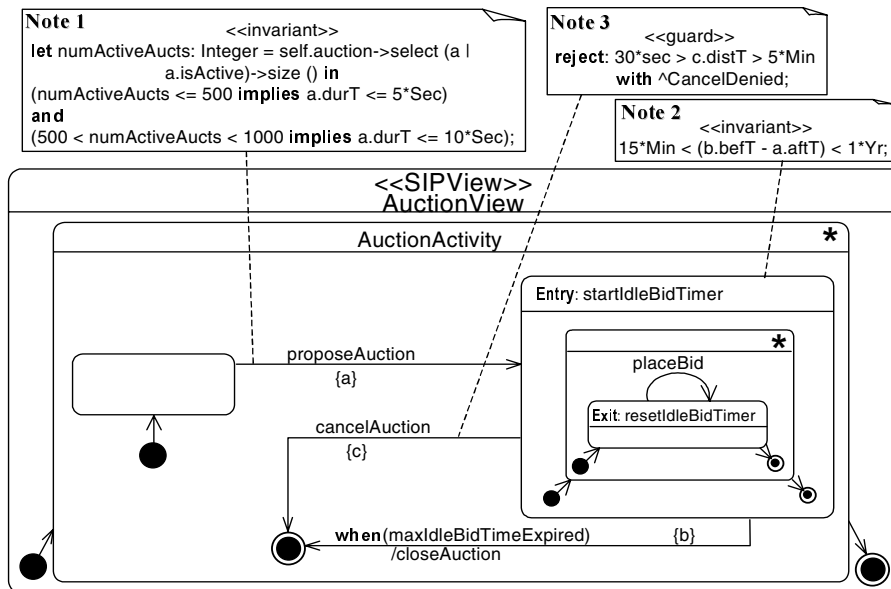 Note 1
<<invariant>>
let numActiveAucts: Integer = self.auction->select (a |
a.isActive)->size () in
(numActiveAucts <= 500 implies a.durT <= 5*Sec)
and
(500 < numActiveAucts < 1000 implies a.durT <= 10*Sec);
Note 3
<<guard>>
reject: 30*sec > c.distT > 5*Min
with ^CancelDenied;
Note 2
<<invariant>>
15*Min < (b.befT - a.aftT) < 1*Yr;
<<SIPView>>
AuctionView
AuctionActivity *
Entry: startIdleBidTimer
*
placeBid
Exit: resetIdleBidTimer
proposeAuction
{a}
cancelAuction
{c}
when(maxIdleBidTimeExpired) {b}
/closeAuction